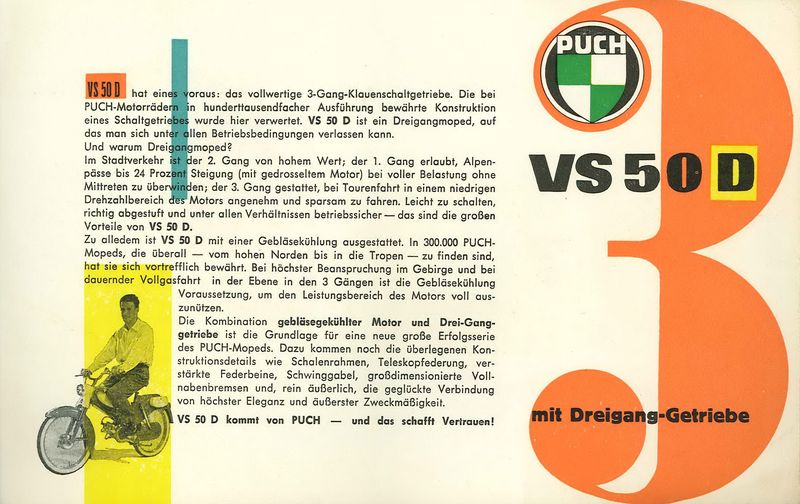 VS 50 D hat eines voraus: das vollwertige 3-Gang-Klauenschaltgetriebe. Die bei
PUCH-Motorrädern in hunderttausendfacher Ausführung bewährte Konstruktion
eines Schaltgetriebes wurde hier verwertet. VS 50 D ist ein Dreigangmoped, auf
das man sich unter allen Betriebsbedingungen verlassen kann.
Und warum Dreigangmoped?
Im Stadtverkehr ist der 2. Gang von hohem Wert; der 1. Gang erlaubt, Alpen-
pässe bis 24 Prozent Steigung (mit gedrosseltem Motor) bei voller Belastung ohne
Mittreten zu überwinden; der 3. Gang gestattet, bei Tourenfahrt in einem niedrigen
Drehzahlbereich des Motors angenehm und sparsam zu fahren. Leicht zu schalten,
richtig abgestuft und unter allen Verhältnissen betriebssicher — das sind die großen
Vorteile von VS 50 D.
Zu alledem ist VS 50 D mit einer Gebläsekühlung ausgestattet. In 300.000 PUCH-
Mopeds, die überall — vom hohen Norden bis in die Tropen — zu finden sind,
hat sie sich vortrefflich bewährt. Bei höchster Beanspruchung im Gebirge und bei
dauernder Vollgasfahrt in der Ebene in den 3 Gängen ist die Gebläsekühlung
Voraussetzung, um den Leistungsbereich des Motors voll aus-
zunützen.
Die Kombination gebläsegekühlter Motor und Drei-Gang-
getriebe ist die Grundlage für eine neue große Erfolgsserie
des PUCH-Mopeds. Dazu kommen noch die überlegenen Kon-
struktionsdetails wie Schalenrahmen, Teleskopfederung, ver-
stärkte Federbeine, Schwinggabel, großdimensionierte Voll-
nabenbremsen und, rein äußerlich, die geglückte Verbindung
von höchster Eleganz und äußerster Zweckmäßigkeit.
VS 50 D kommt von PUCH — und das schafft Vertrauen!
PUCH
VS 50 D
3
mit Dreigang-Getriebe